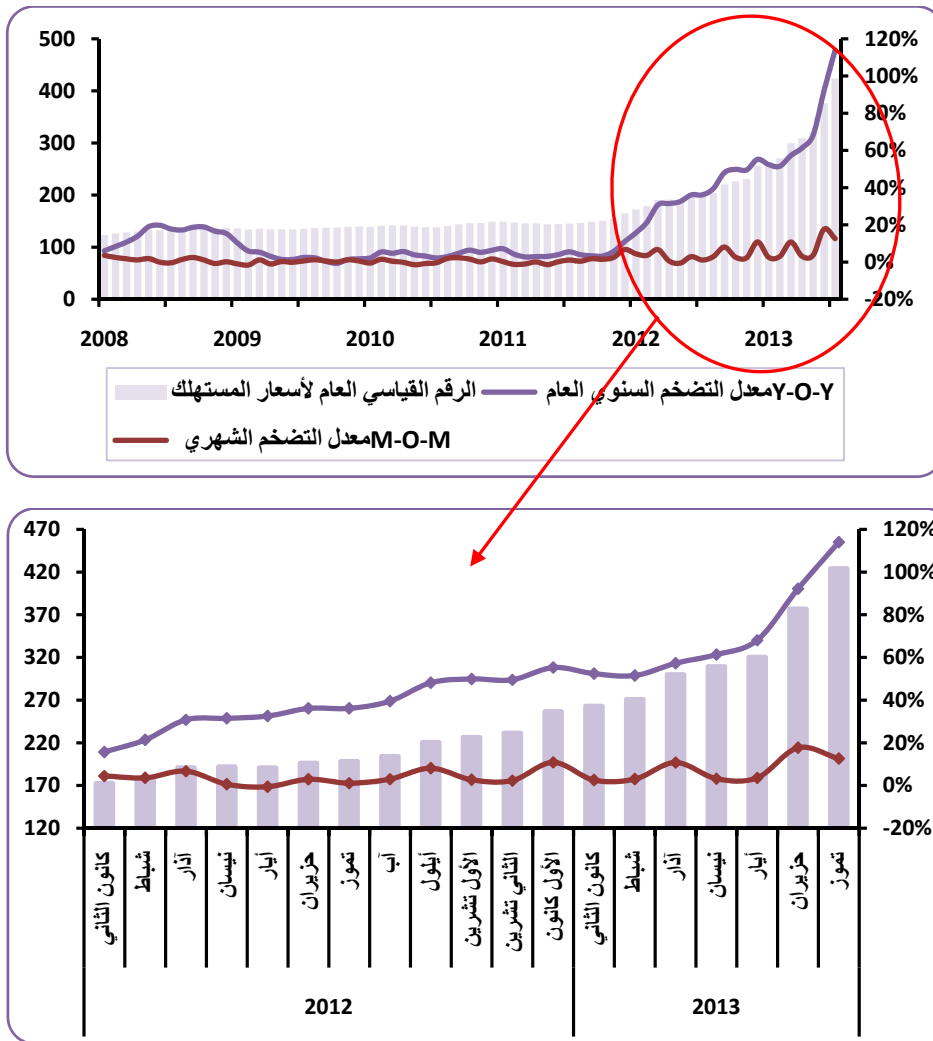 500
400
300
200
100
0
120%
100%
80%
60%
40%
20%
0%
-20%
2008 2009 2010 2011 2012 2013
الرقم القياسي العام لأسعار المستهلك معدل التضخم السنوي العام Y-O-Y
معدل التضخم الشهري M-O-M
470
420
370
320
270
220
170
120
120%
100%
80%
60%
40%
20%
0%
-20%
كانون الثاني
شباط
آذار
نيسان
أيار
حزيران
تموز
آب
أيلول
الأول تشرين
الثاني تشرين
الأول كانون
كانون الثاني
شباط
آذار
نيسان
أيار
حزيران
تموز
2012 2013